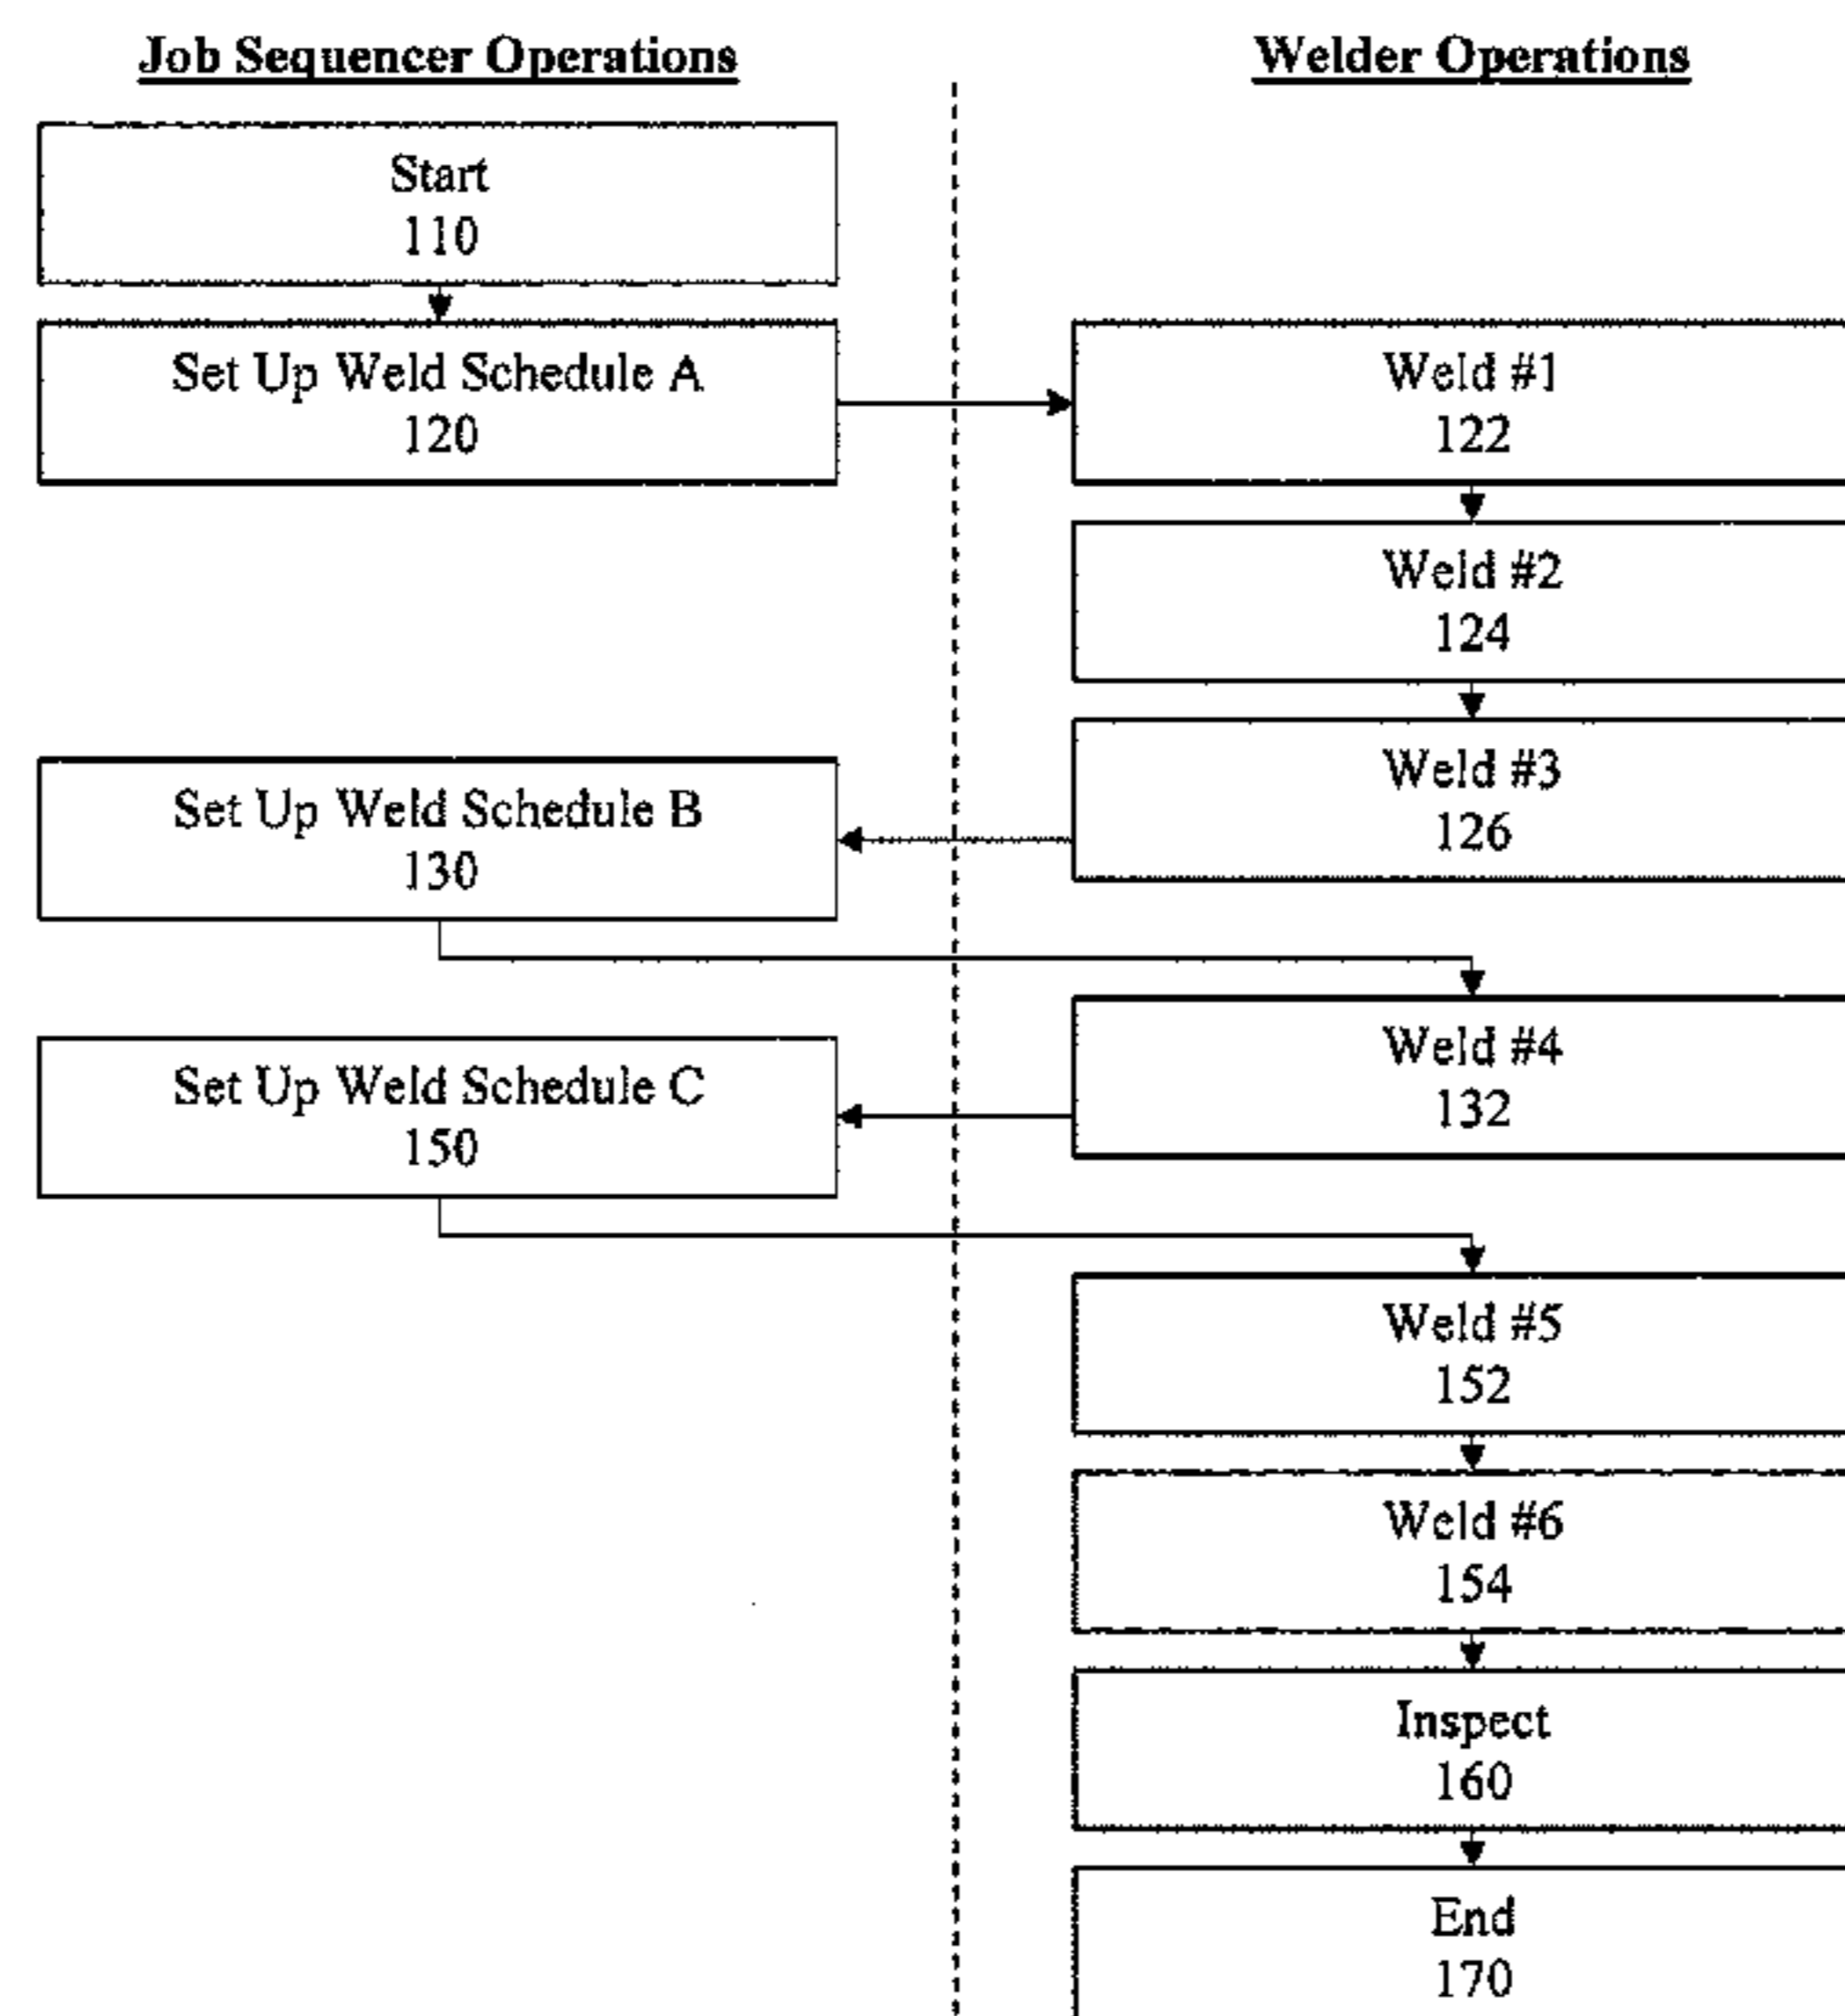 Job Sequencer Operations
Welder Operations
Start
110
Set Up Weld Schedule A
120
Weld #1
122
Weld #2
124
Weld #3
126
Set Up Weld Schedule B
130
Weld #4
132
Set Up Weld Schedule C
150
Weld #5
152
Weld #6
154
Inspect
160
End
170